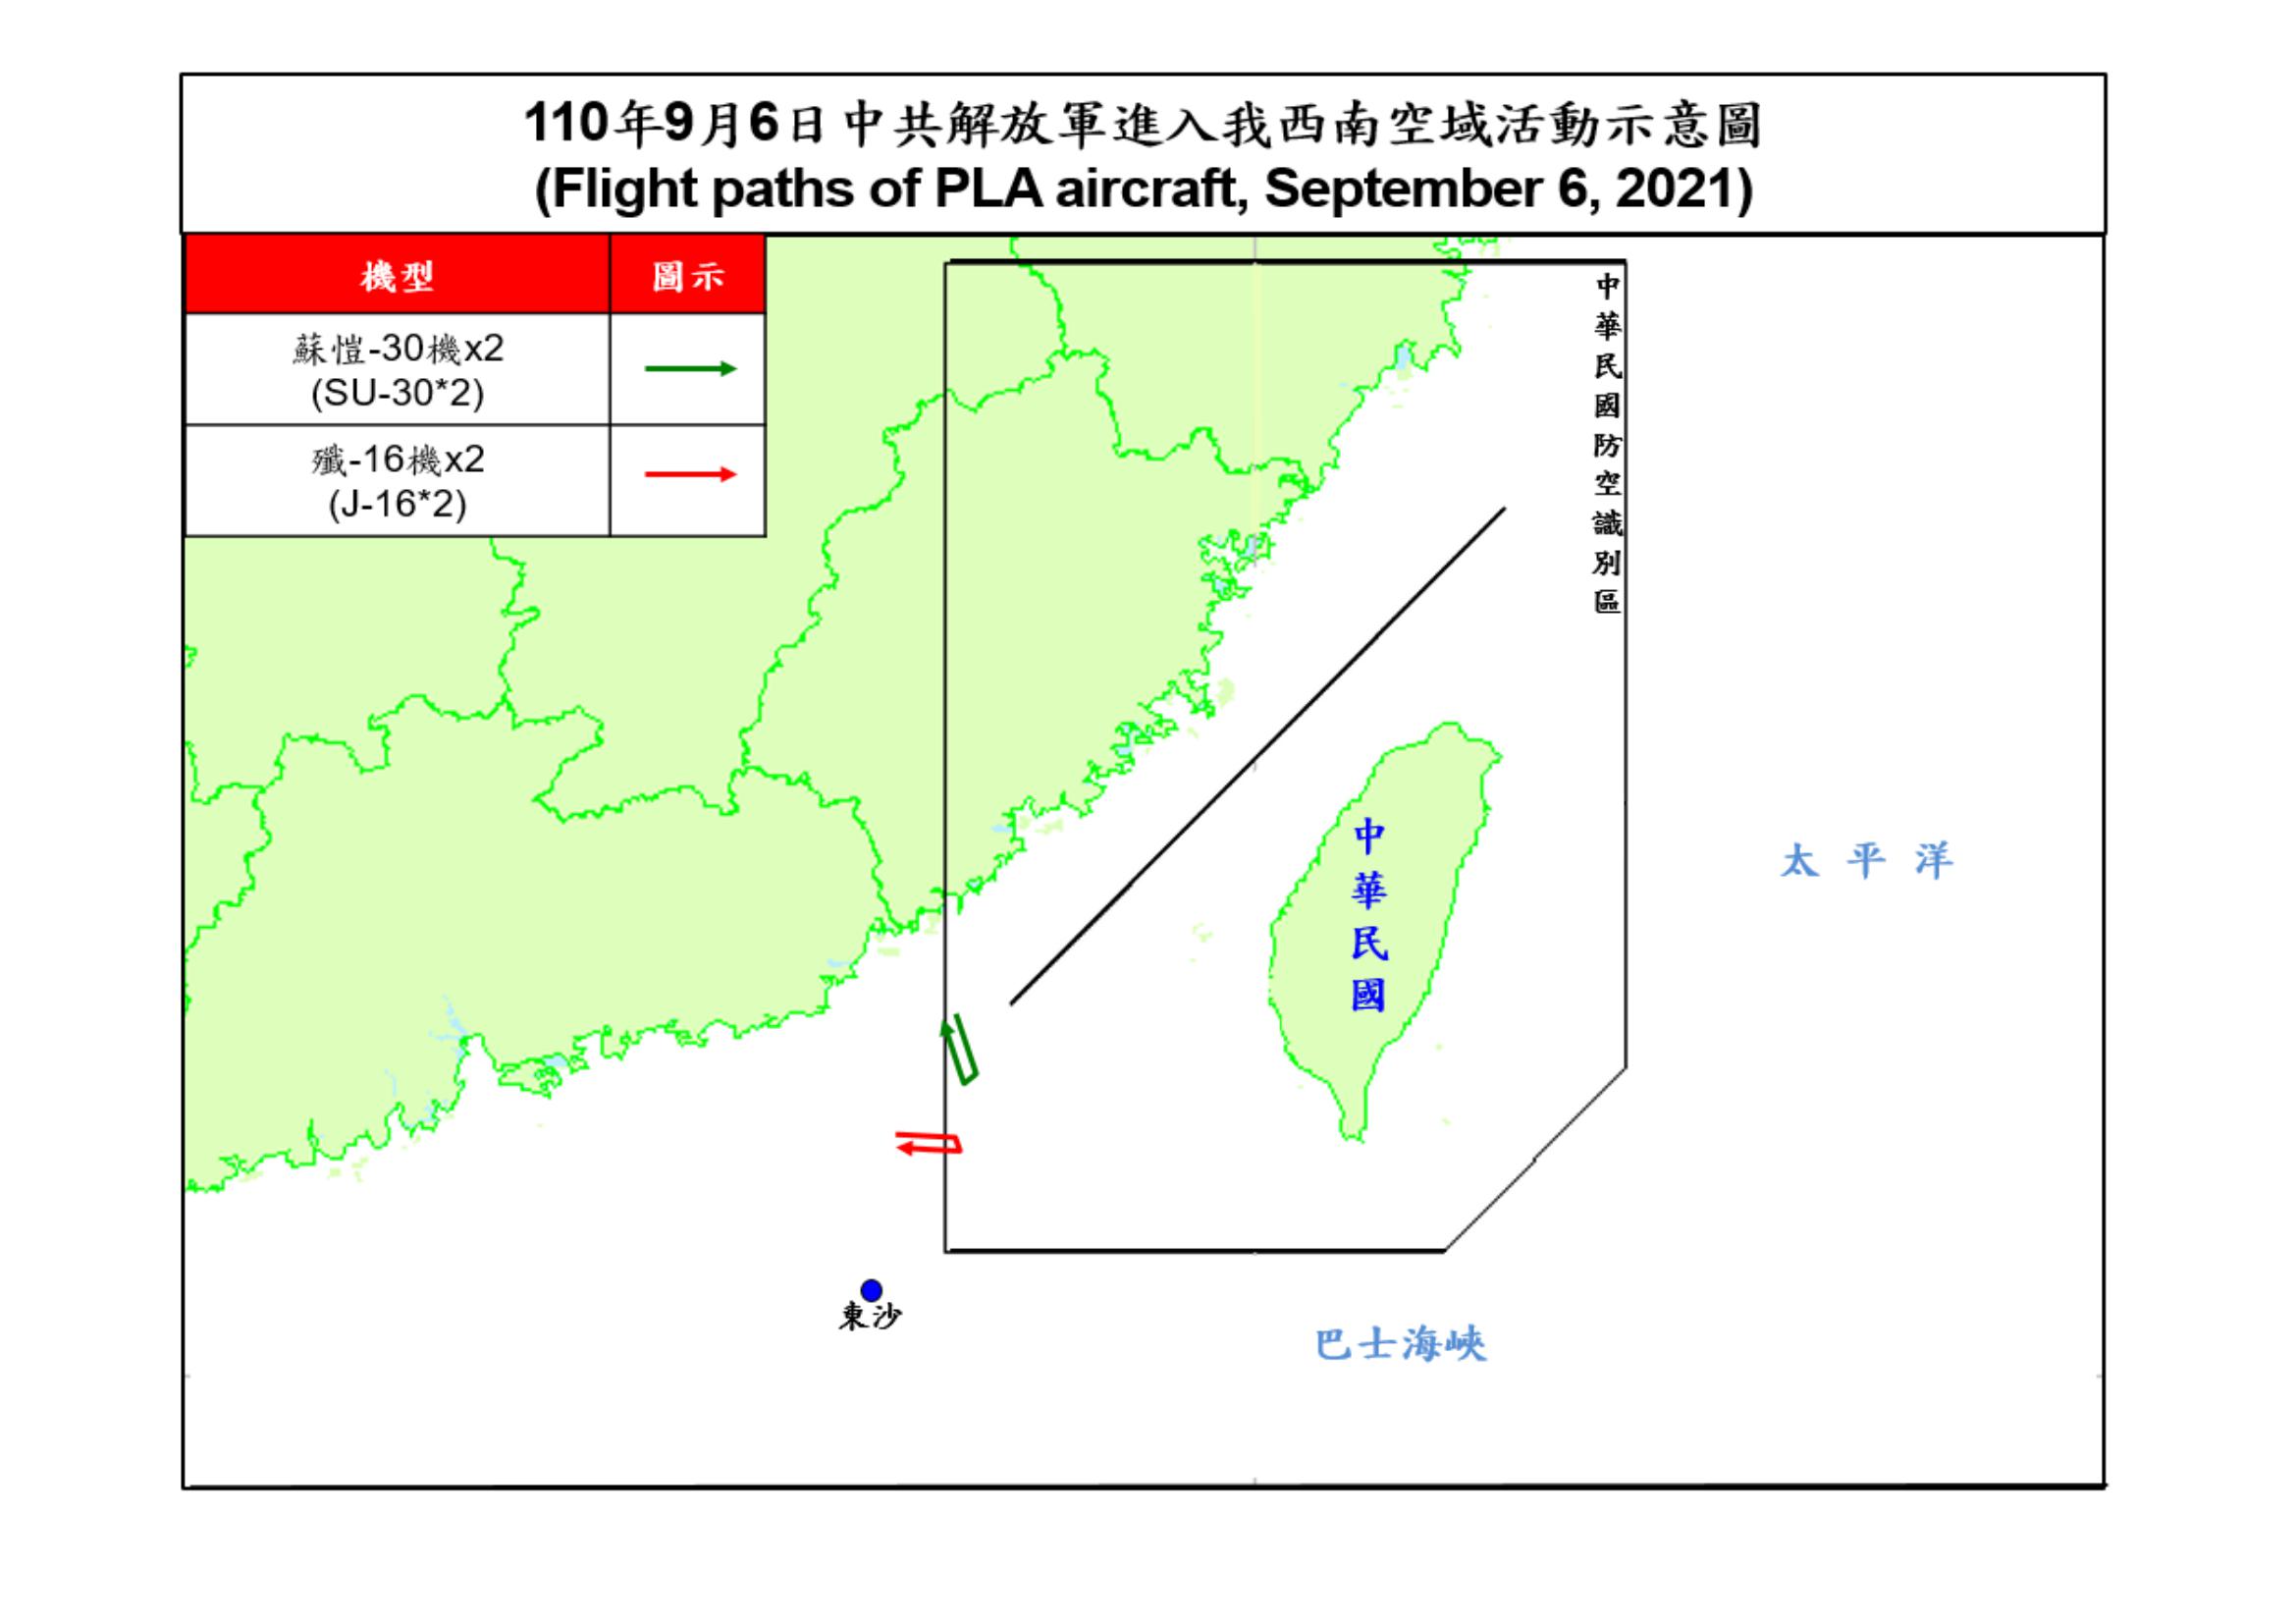 110年9月6日中共解放軍進入我西南空域活動示意圖
(Flight paths of PLA aircraft, September 6, 2021)
機型 圖示
蘇愷-30機x2
(SU-30*2)
殲-16機x2
(J-16*2)
中華民國防空識別區
中華民國
太平洋
東沙
巴士海峽